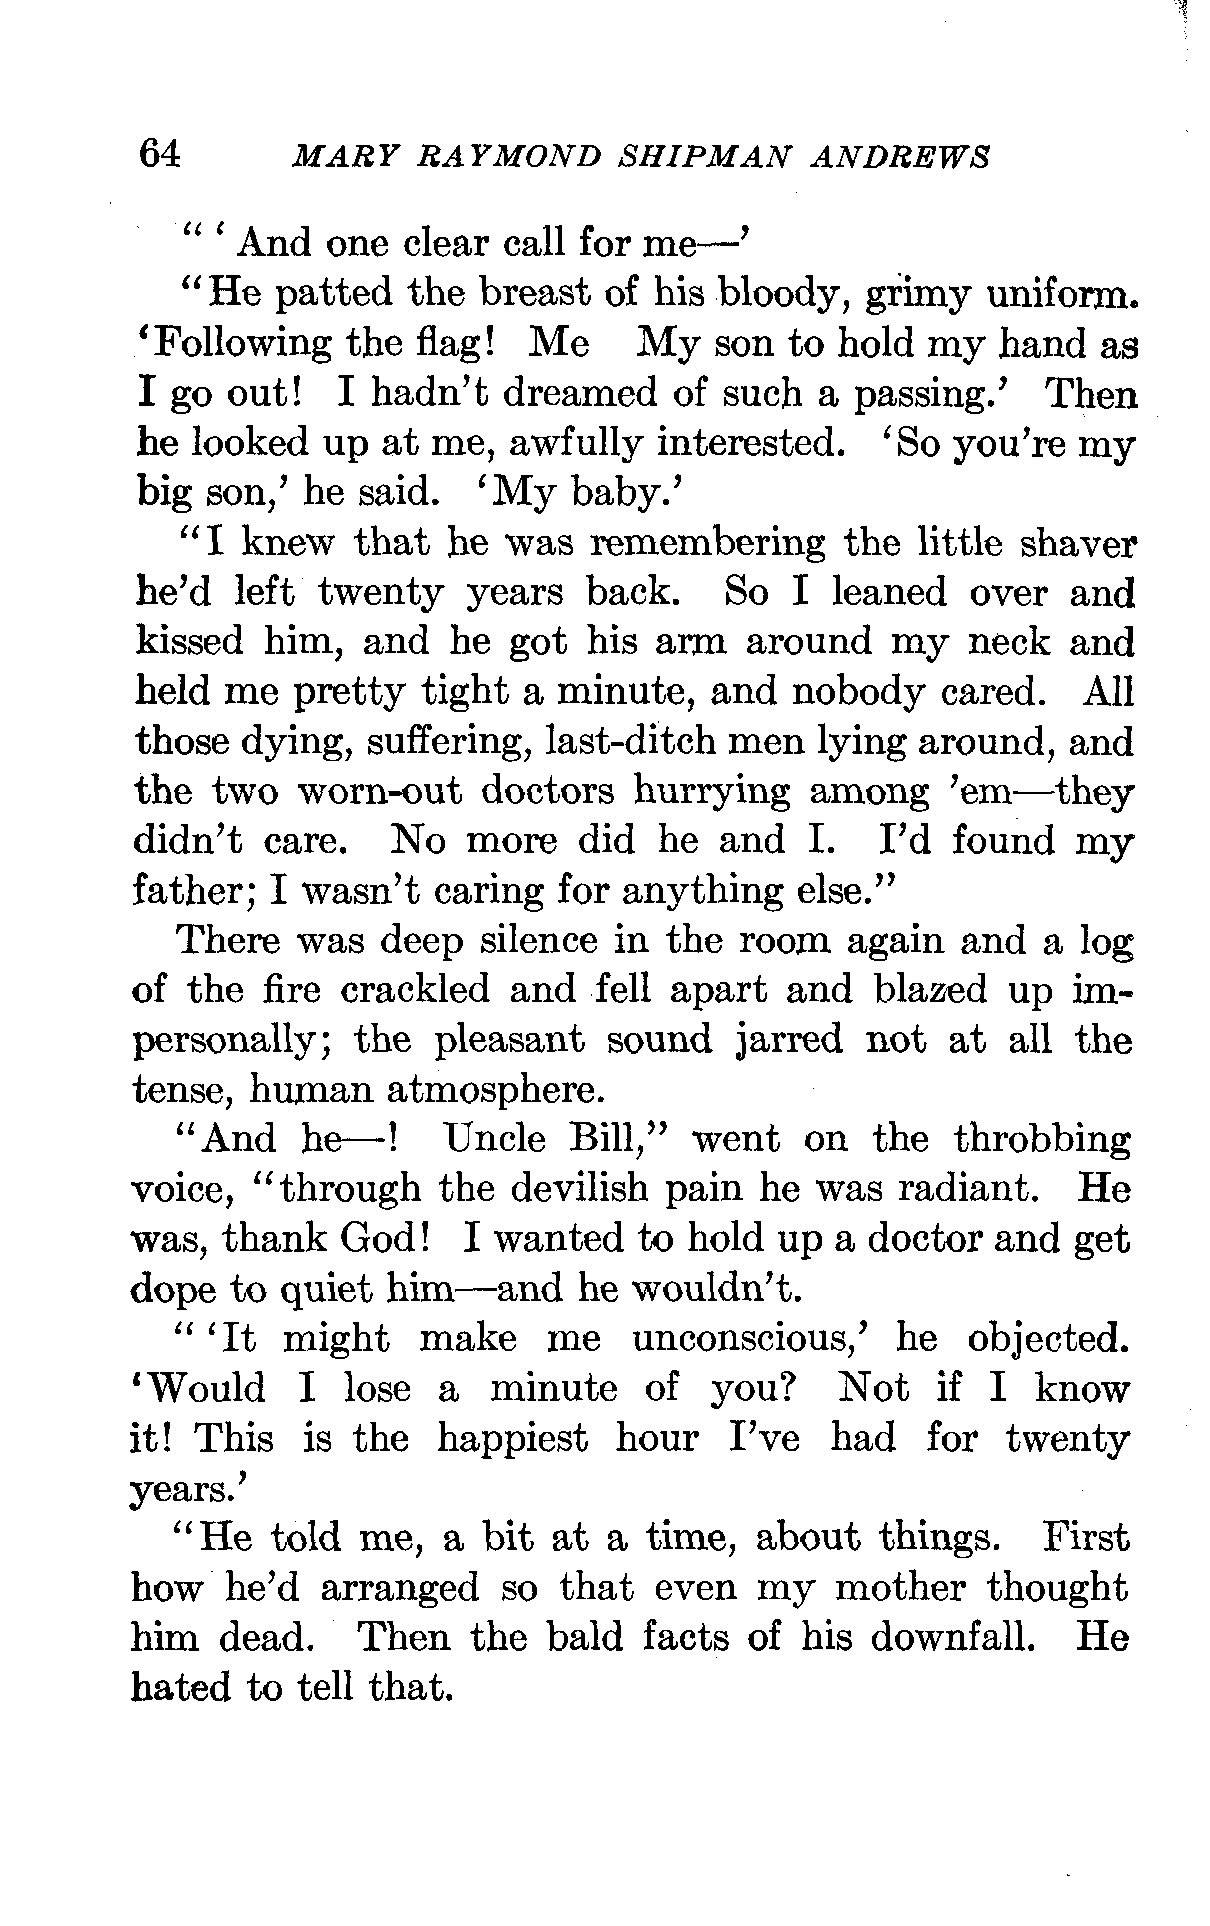 64 MARY RAYMOND SHIPMAN ANDREWS
“ ‘ And one clear call for me—’
“He patted the breast of his bloody, grimy uniform.
‘Following the flag! Me My son to hold my hand as
I go out! I hadn’t dreamed of such a passing.’ Then
he looked up at me, awfully interested. ‘So you’re my
big son,’ he said. ‘My baby.’
“I knew that he was remembering the little shaver
he’d left twenty years back. So I leaned over and
kissed him, and he got his arm around my neck and
held me pretty tight a minute, and nobody cared. All
those dying, suffering, last-ditch men lying around, and
the two worn-out doctors hurrying among ’em—they
didn’t care. No more did he and I. I’d found my
father; I wasn’t caring for anything else.”
There was deep silence in the room again and a log
of the fire crackled and fell apart and blazed up im-
personally; the pleasant sound jarred not at all the
tense, human atmosphere.
“And he—! Uncle Bill,” went on the throbbing
voice, “through the devilish pain he was radiant. He
was, thank God! I wanted to hold up a doctor and get
dope to quiet him—and he wouldn’t.
“ ‘It might make me unconscious,’ he objected.
‘Would I lose a minute of you? Not if I know
it! This is the happiest hour I’ve had for twenty
years.’
“He told me, a bit at a time, about things. First
how he’d arranged so that even my mother thought
him dead. Then the bald facts of his downfall. He
hated to tell that.